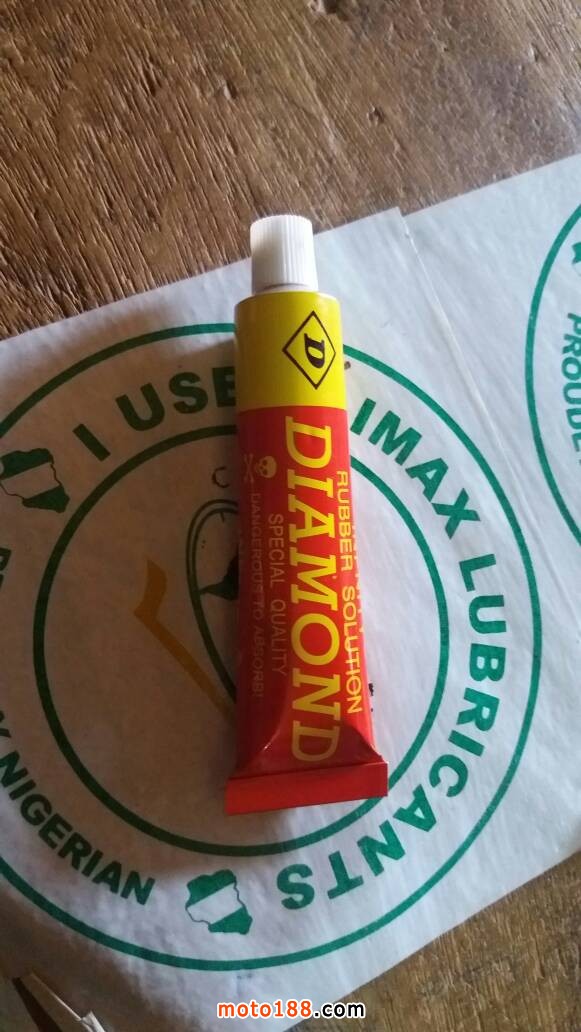 D
DIAMOND
RUBBER SOLUTION
SPECIAL QUALITY
DANGEROUS TO ABSORB!
I USE
IMAX LUBRICANTS
NIGERIAN
PROUD
moto188.com